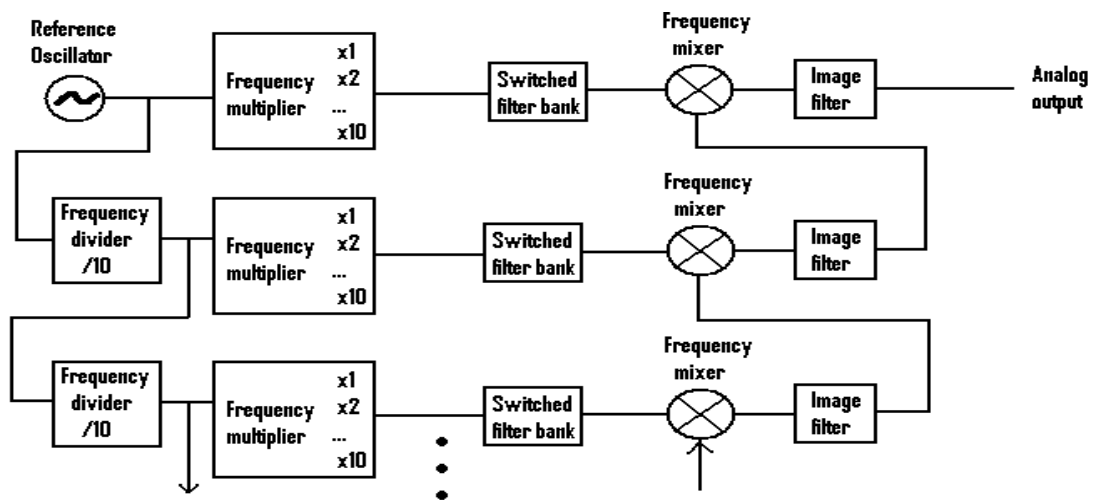 Reference
Oscillator
Frequency
multiplier
x1
x2
...
x10
Switched
filter bank
Frequency
mixer
Image
filter
Analog
output
Frequency
divider
/10
Frequency
multiplier
x1
x2
...
x10
Switched
filter bank
Frequency
mixer
Image
filter
Frequency
divider
/10
Frequency
multiplier
x1
x2
...
x10
Switched
filter bank
Frequency
mixer
Image
filter